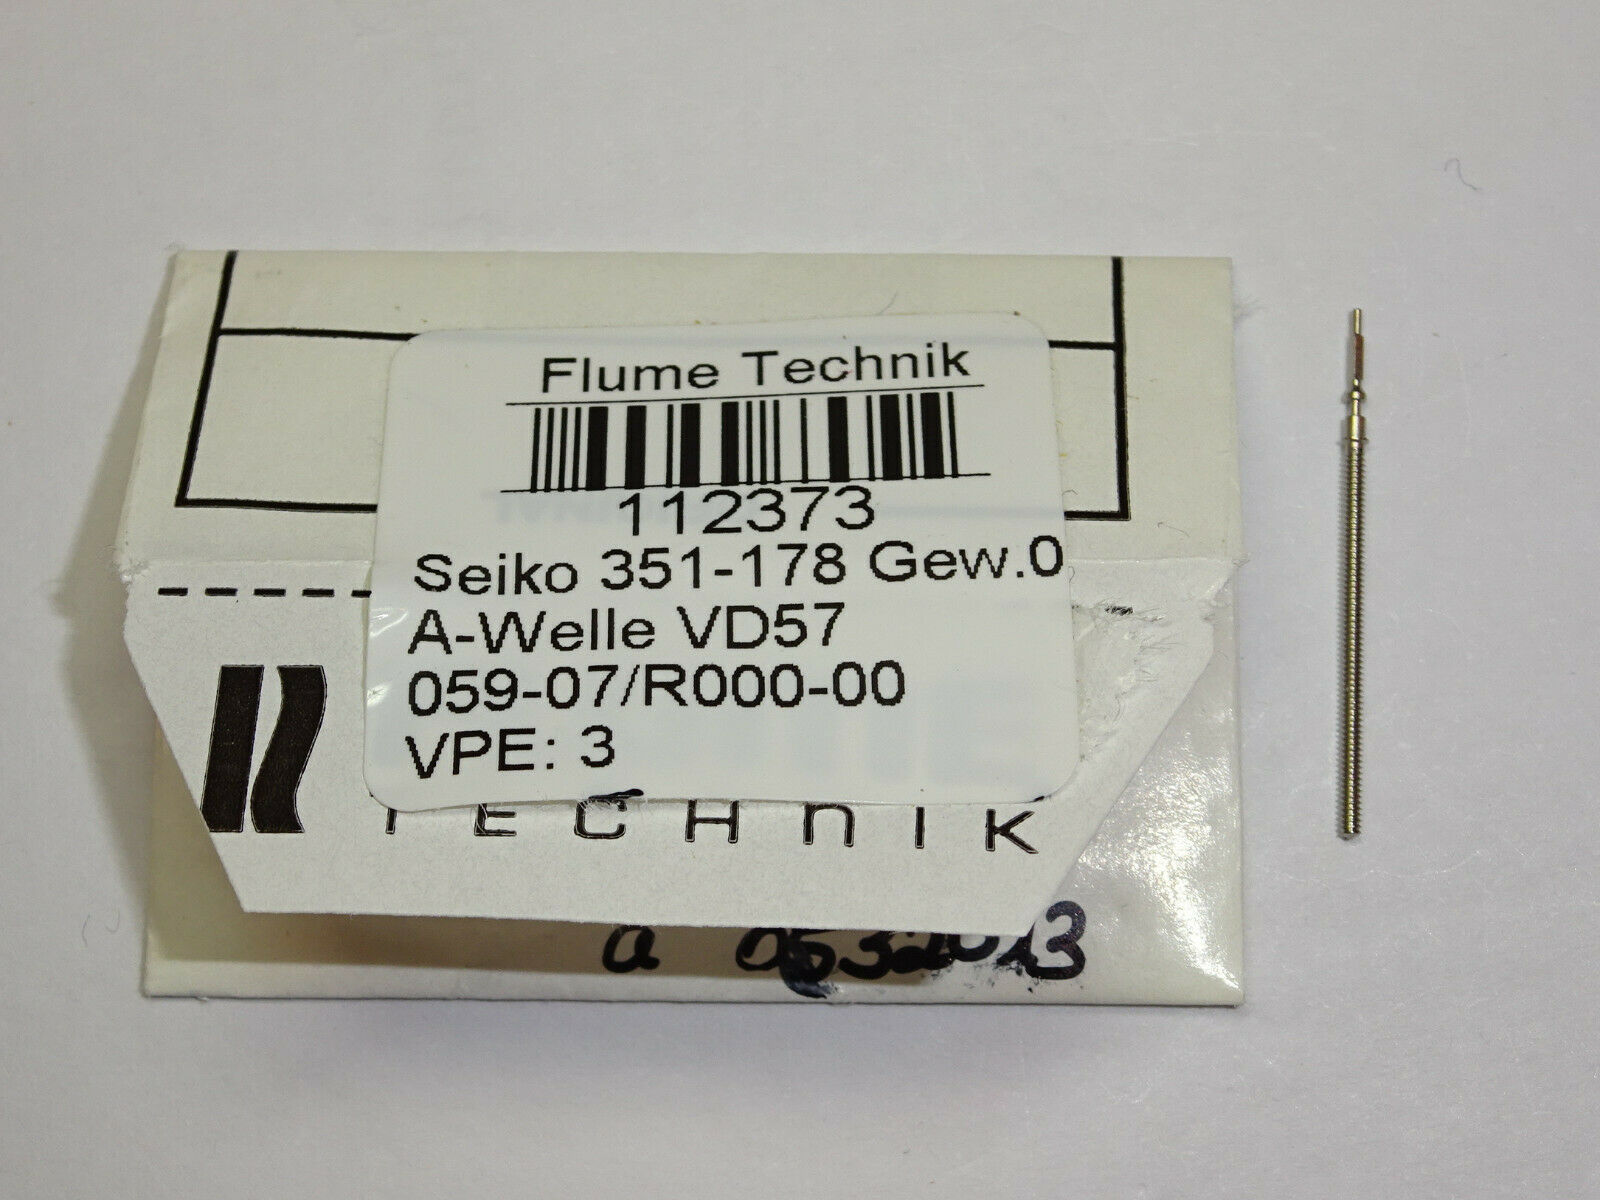 Flume Technik
112373
Seiko 351-178 Gew.0
A-Welle VD57
059-07/R000-00
VPE: 3
TECHNIK
a